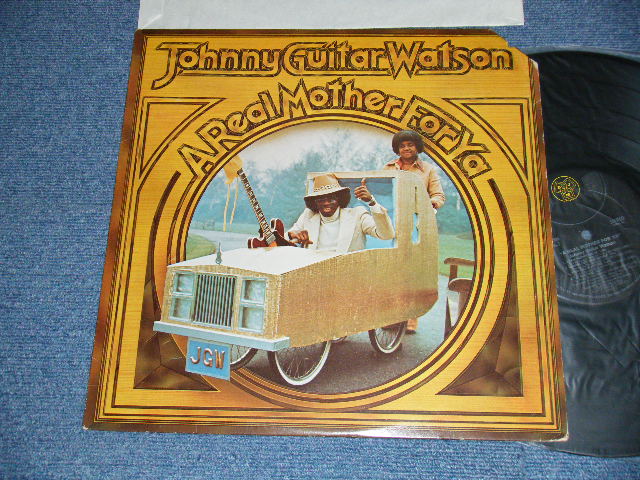 Johnny Guitar Watson
A Real Mother For Ya
JGW